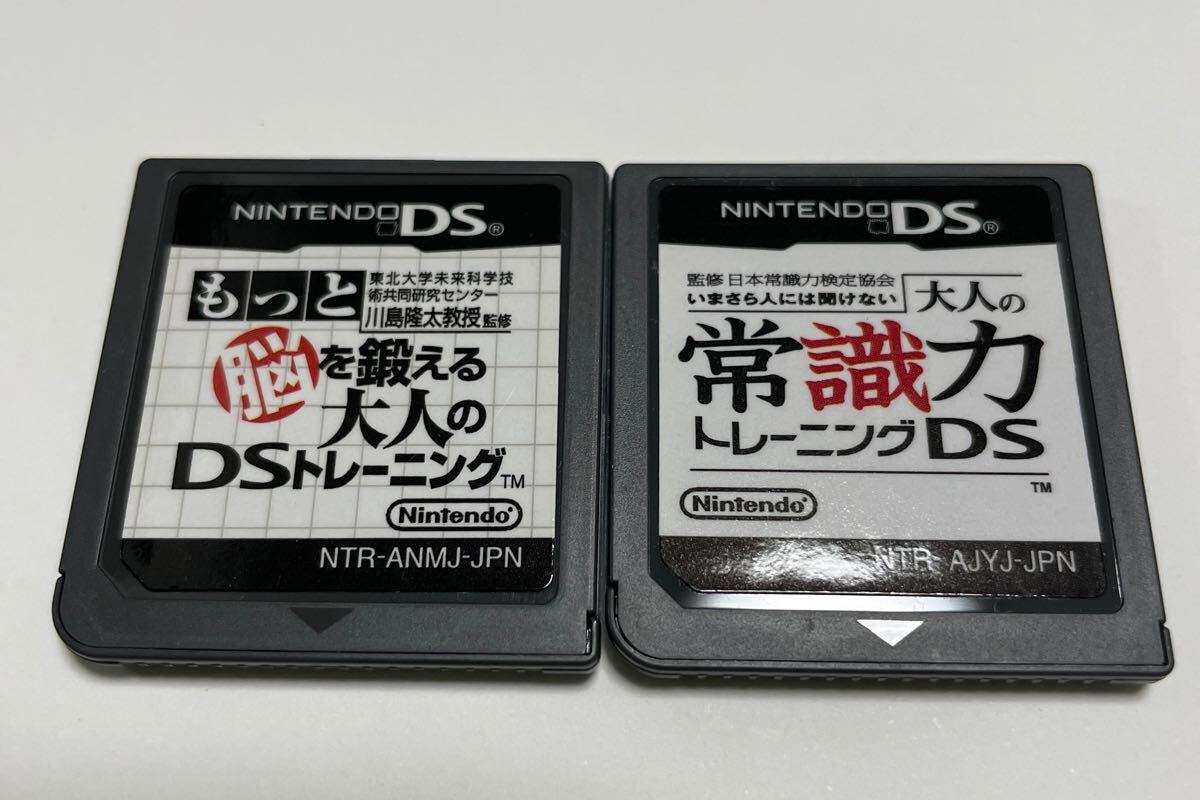 NINTENDO DS®
もっと
東北大学未来科学技
術共同研究センター
川島隆太教授監修
脳を鍛える
大人の
DSトレーニング™
Nintendo®
NTR-ANMJ-JPN
NINTENDO DS®
監修 日本常識力検定協会
いまさら人には聞けない
大人の
常識力
トレーニングDS
™
Nintendo®
NTR-AJYJ-JPN